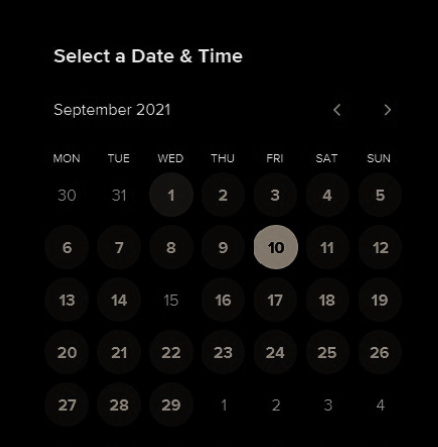 Select a Date & Time
September 2021
MON TUE WED THU FRI SAT SUN
30 31 1 2 3 4 5
6 7 8 9 10 11 12
13 14 15 16 17 18 19
20 21 22 23 24 25 26
27 28 29 1 2 3 4